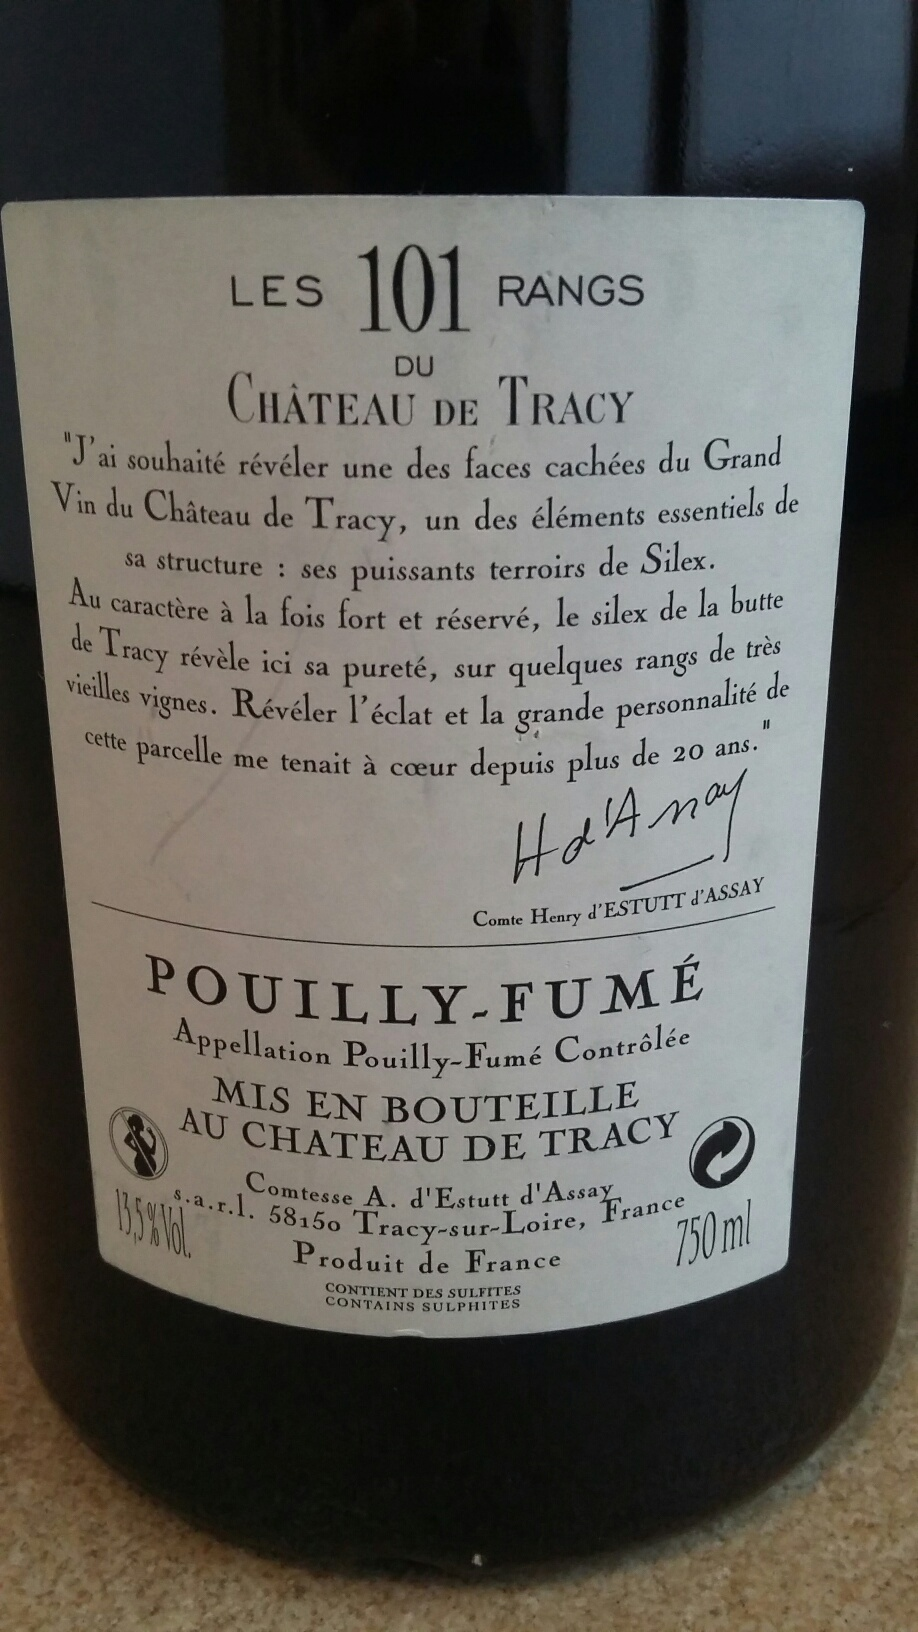 LES 101 RANGS
DU
CHÂTEAU DE TRACY
"J'ai souhaité révéler une des faces cachées du Grand
Vin du Château de Tracy, un des éléments essentiels de
sa structure : ses puissants terroirs de Silex.
Au caractère à la fois fort et réservé, le silex de la butte
de Tracy révèle ici sa pureté, sur quelques rangs de très
vieilles vignes. Révéler l'éclat et la grande personnalité de
cette parcelle me tenait à cœur depuis plus de 20 ans."
H d'Assay
Comte Henry d'ESTUTT d'ASSAY
POUILLY-FUMÉ
Appellation Pouilly-Fumé Contrôlée
MIS EN BOUTEILLE
AU CHATEAU DE TRACY
Comtesse A. d'Estutt d'Assay
s.a.r.l. 58150 Tracy-sur-Loire, France
13,5% Vol.
Produit de France
750 ml
CONTIENT DES SULFITES
CONTAINS SULPHITES